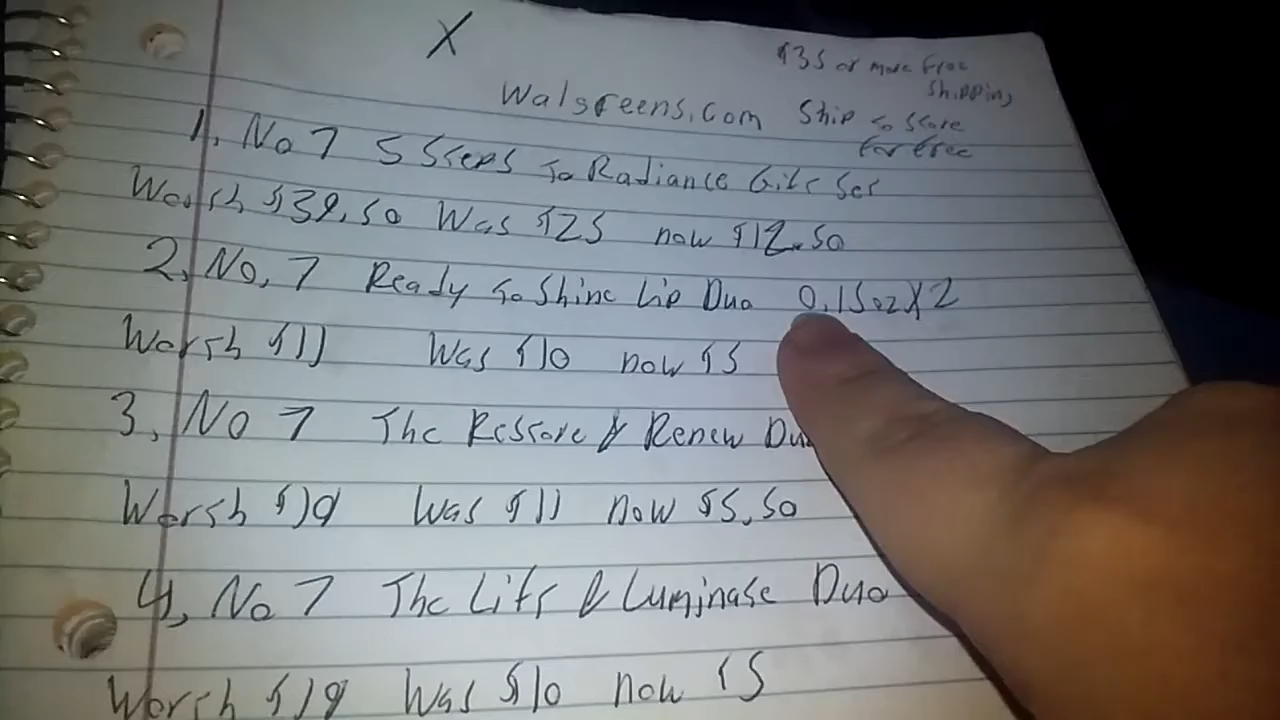 X
$35 or more free
shipping
Walgreens.com Ship to store
for free
1, No 7 5 Steps To Radiance Gift Set
Worth $39.50 Was $25 now $12.50
2, No, 7 Ready To Shine Lip Duo 0.15oz X 2
Worth $11 Was $10 now $5
3, No 7 The Restore & Renew Du
Worth $19 Was $11 now $5.50
4, No 7 The Lift & Luminate Duo
Worth $19 Was $10 now $5